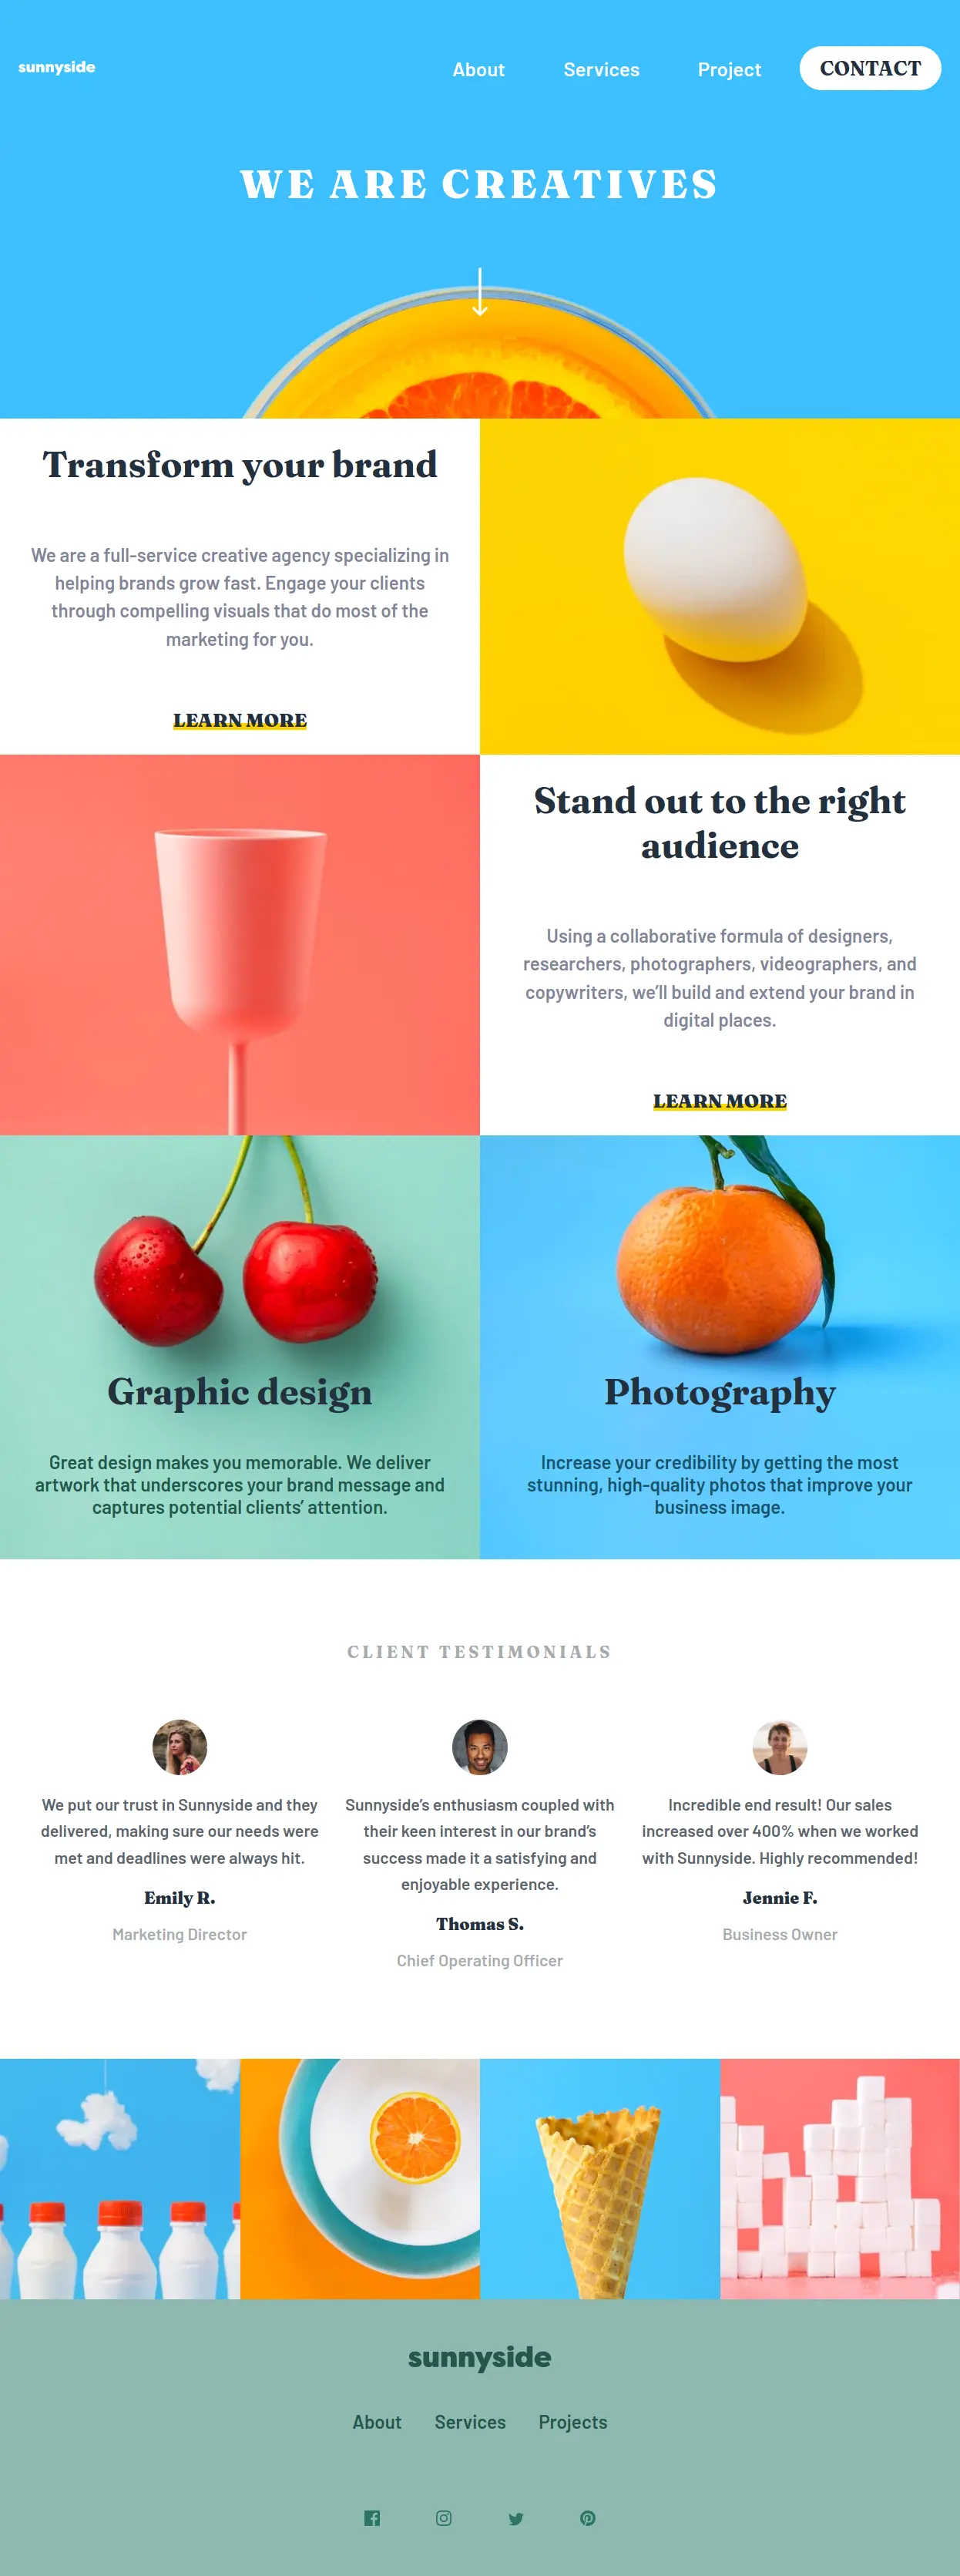 sunnyside
About Services Project CONTACT
WE ARE CREATIVES
Transform your brand
We are a full-service creative agency specializing in
helping brands grow fast. Engage your clients
through compelling visuals that do most of the
marketing for you.
LEARN MORE
Stand out to the right
audience
Using a collaborative formula of designers,
researchers, photographers, videographers, and
copywriters, we’ll build and extend your brand in
digital places.
LEARN MORE
Graphic design
Great design makes you memorable. We deliver
artwork that underscores your brand message and
captures potential clients’ attention.
Photography
Increase your credibility by getting the most
stunning, high-quality photos that improve your
business image.
CLIENT TESTIMONIALS
We put our trust in Sunnyside and they
delivered, making sure our needs were
met and deadlines were always hit.
Emily R.
Marketing Director
Sunnyside’s enthusiasm coupled with
their keen interest in our brand’s
success made it a satisfying and
enjoyable experience.
Thomas S.
Chief Operating Officer
Incredible end result! Our sales
increased over 400% when we worked
with Sunnyside. Highly recommended!
Jennie F.
Business Owner
sunnyside
About Services Projects